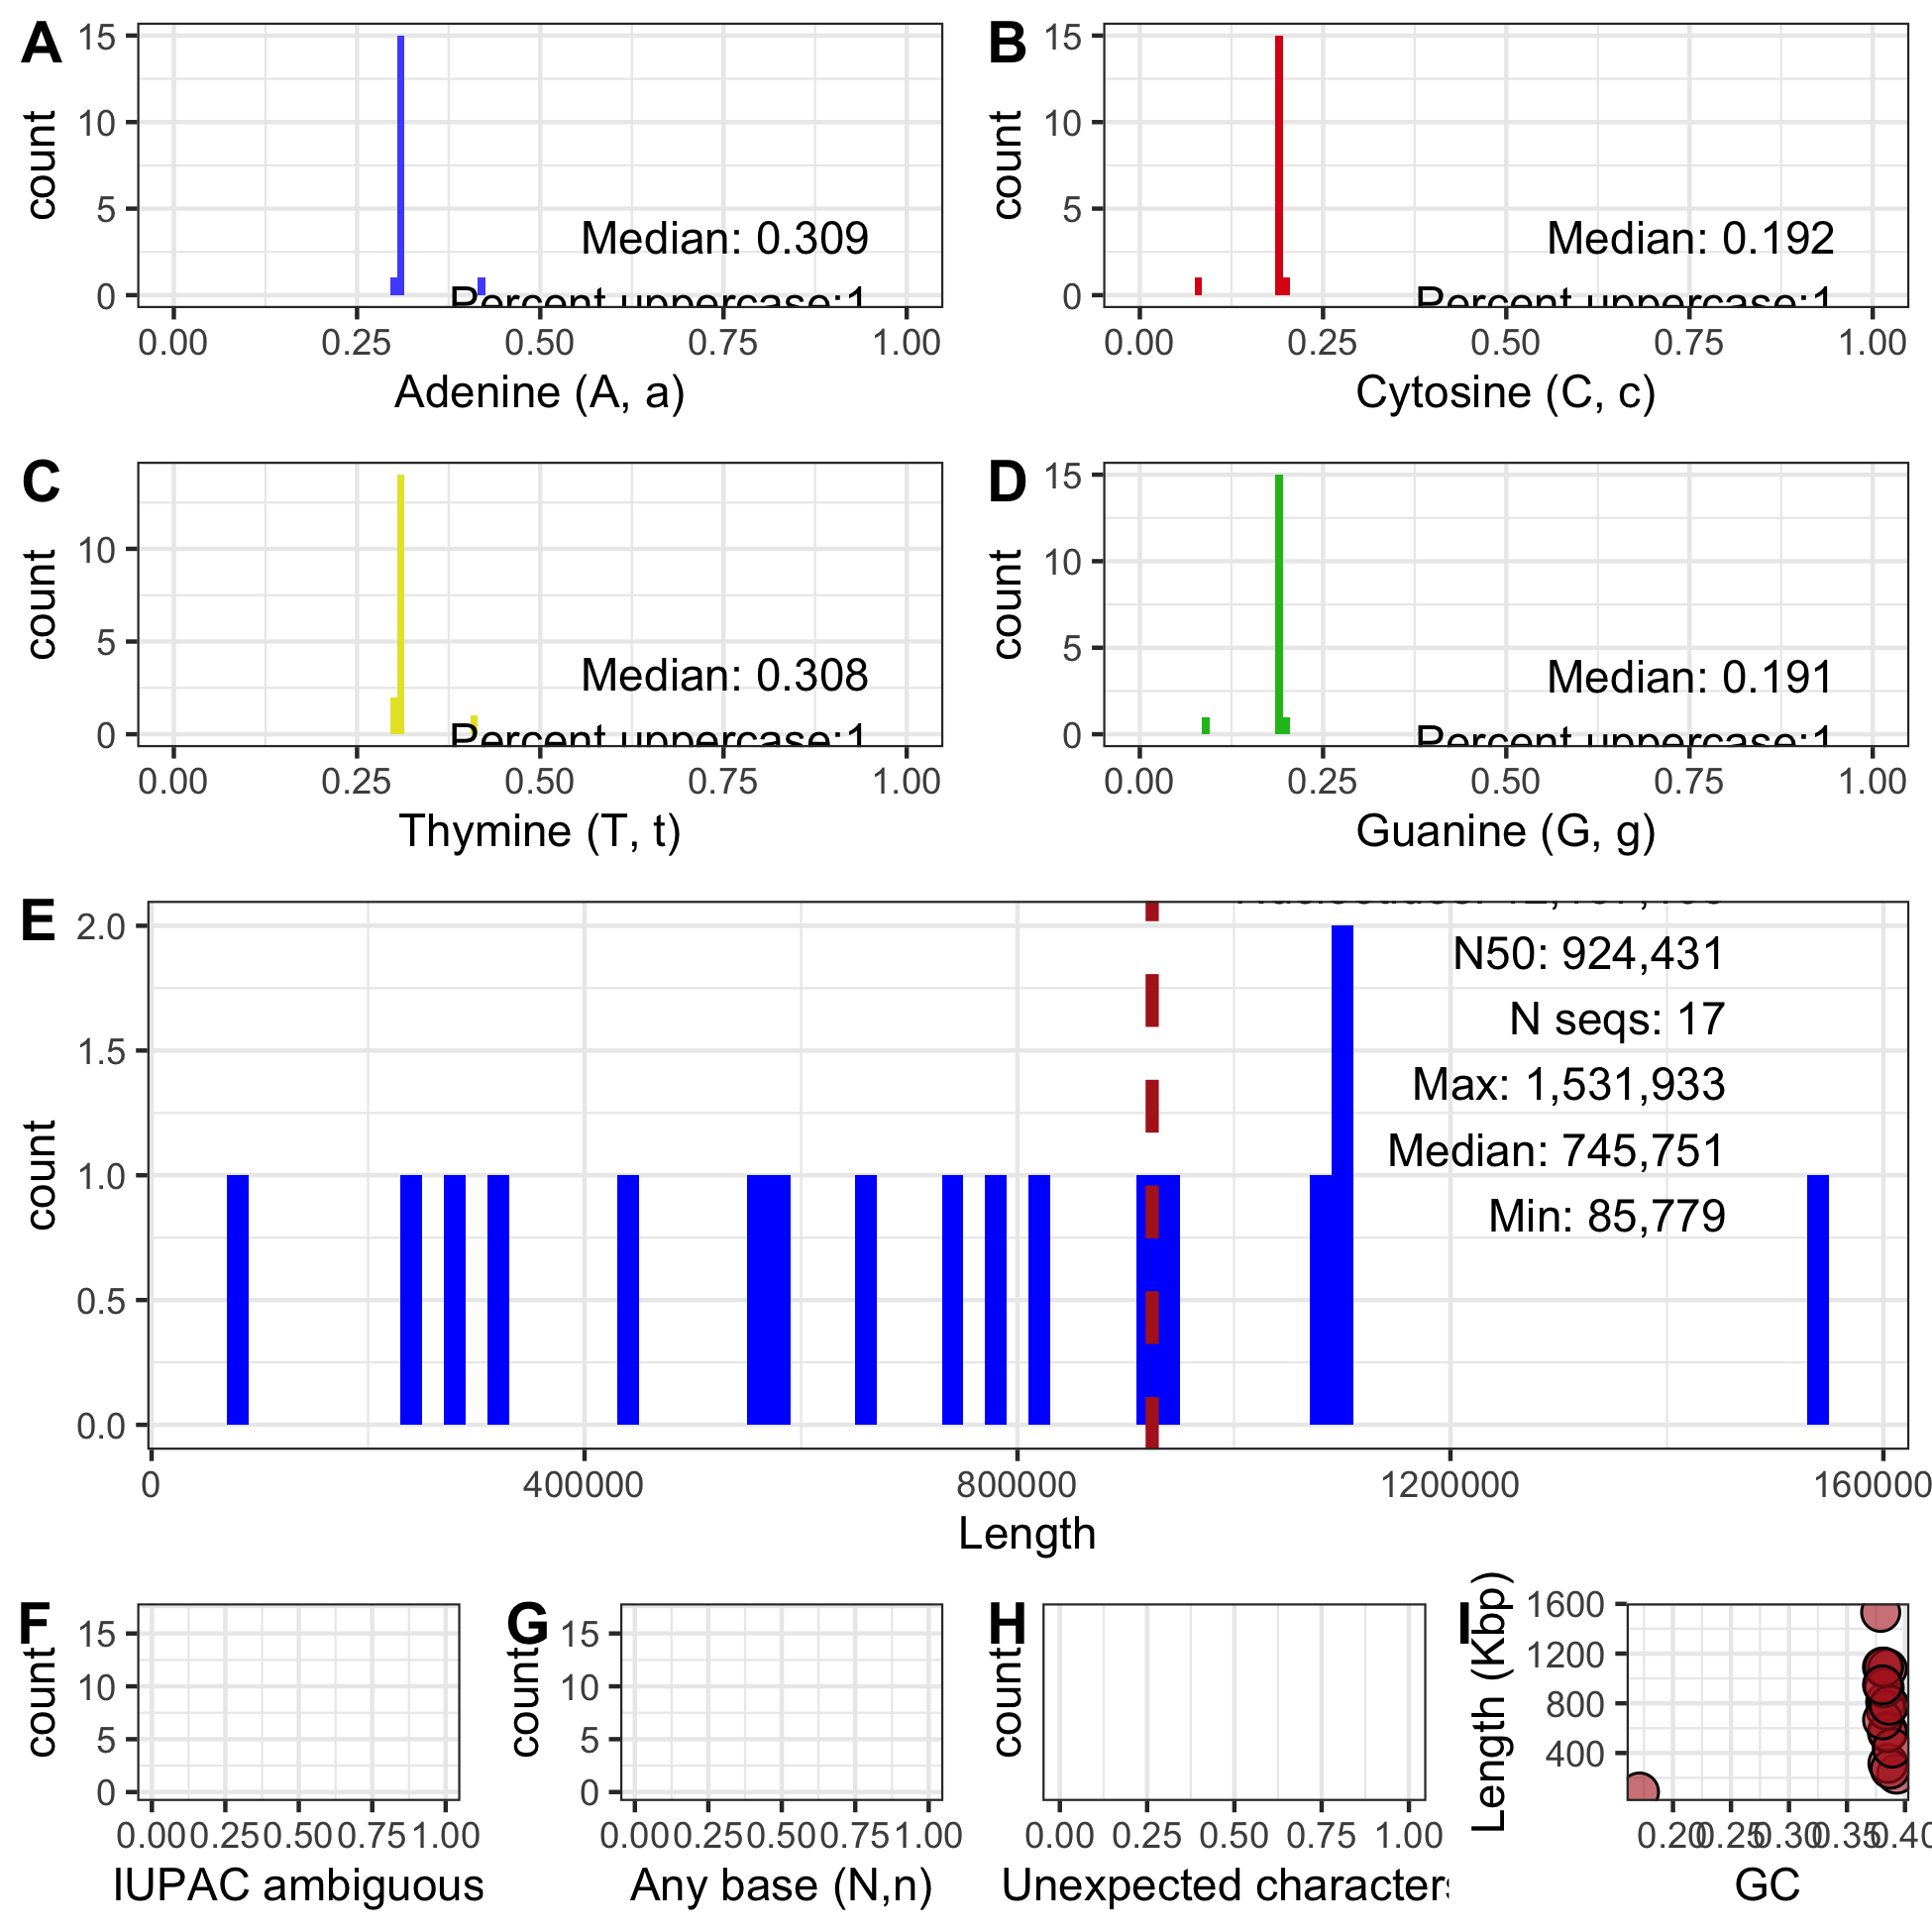 A
count
15
10
5
0
Median: 0.309
Percent uppercase:1
0.00 0.25 0.50 0.75 1.00
Adenine (A, a)
B
count
15
10
5
0
Median: 0.192
Percent uppercase:1
0.00 0.25 0.50 0.75 1.00
Cytosine (C, c)
C
count
10
5
0
Median: 0.308
Percent uppercase:1
0.00 0.25 0.50 0.75 1.00
Thymine (T, t)
D
count
15
10
5
0
Median: 0.191
Percent uppercase:1
0.00 0.25 0.50 0.75 1.00
Guanine (G, g)
E
count
2.0
1.5
1.0
0.5
0.0
N50: 924,431
N seqs: 17
Max: 1,531,933
Median: 745,751
Min: 85,779
0 400000 800000 1200000 160000
Length
F
count
15
10
5
0
0.00 0.25 0.50 0.75 1.00
IUPAC ambiguous
G
count
15
10
5
0
0.00 0.25 0.50 0.75 1.00
Any base (N,n)
H
count
0.00 0.25 0.50 0.75 1.00
Unexpected characters
I
Length (Kbp)
1600
1200
800
400
0.20 0.25 0.30 0.35 0.40
GC